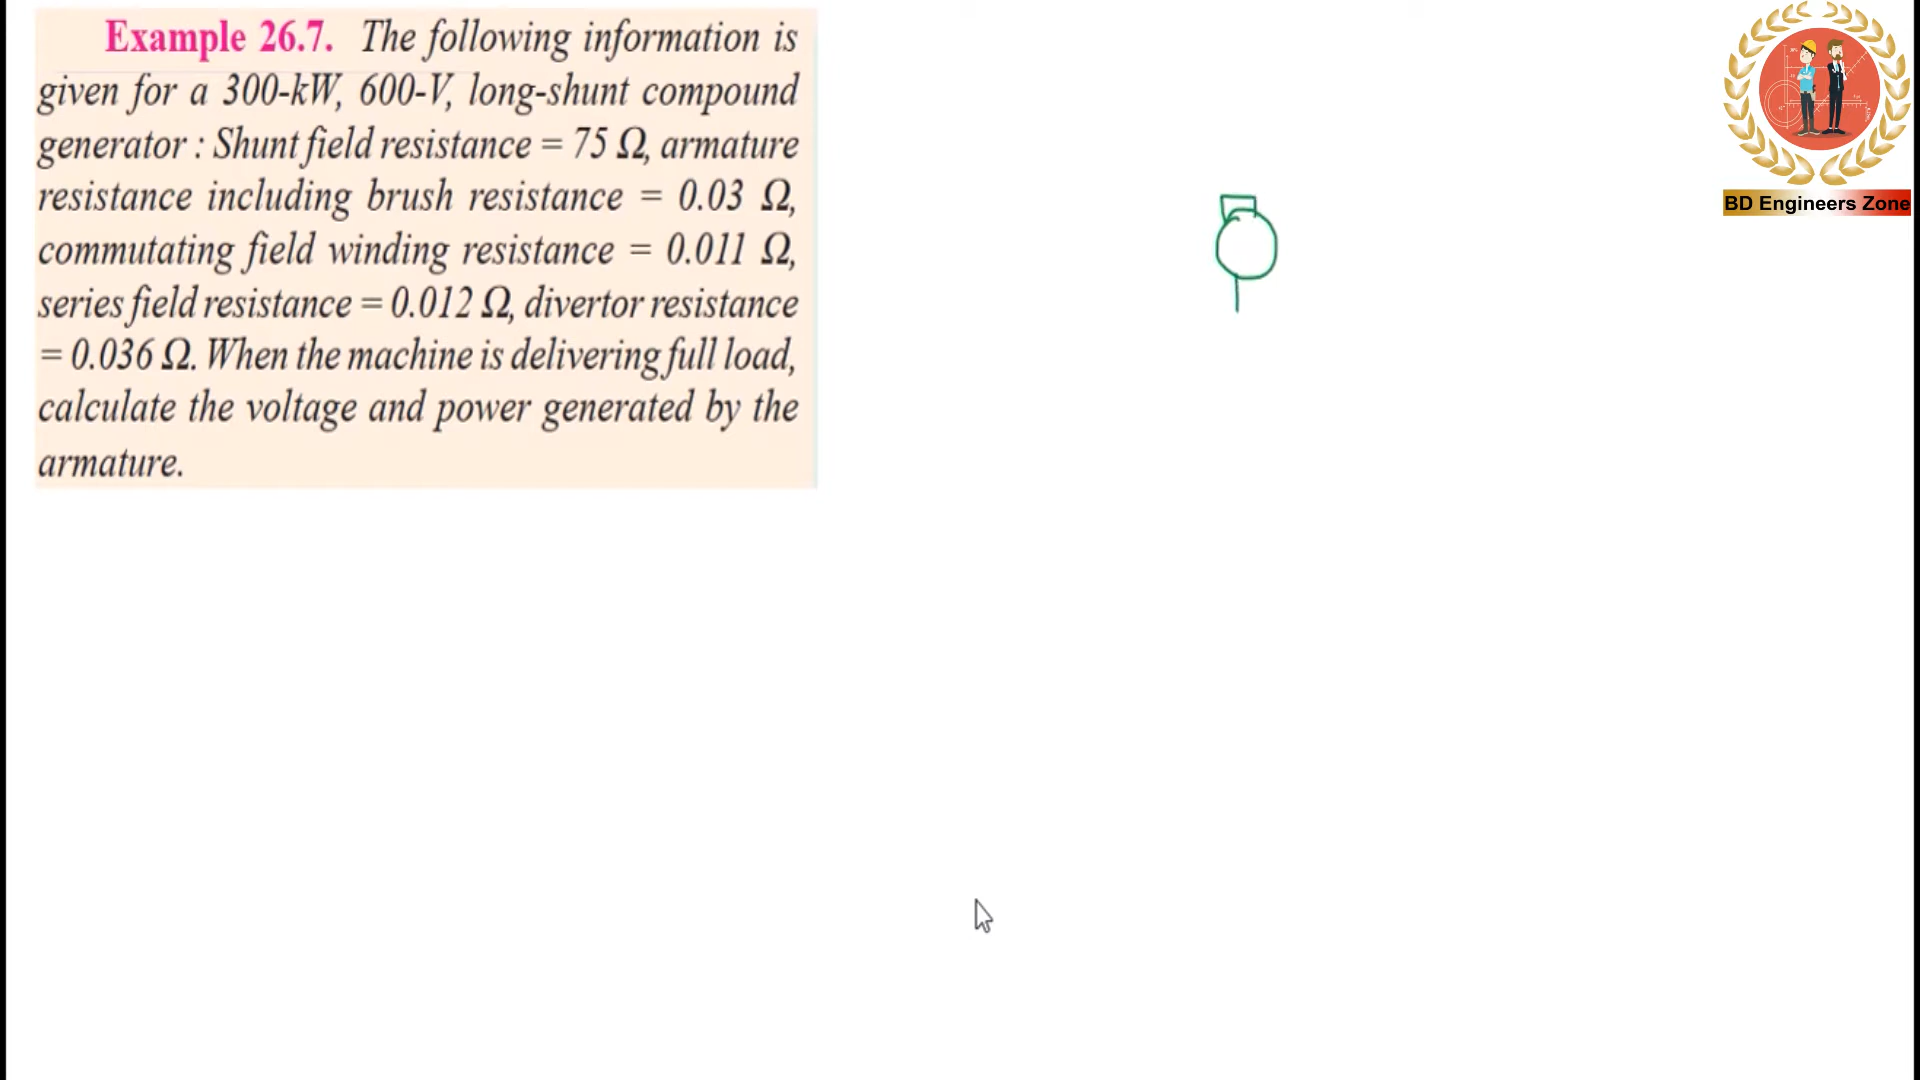 Example 26.7. The following information is
given for a 300-kW, 600-V, long-shunt compound
generator : Shunt field resistance = 75 Ω, armature
resistance including brush resistance = 0.03 Ω,
commutating field winding resistance = 0.011 Ω,
series field resistance = 0.012 Ω, divertor resistance
= 0.036 Ω. When the machine is delivering full load,
calculate the voltage and power generated by the
armature.
BD Engineers Zone